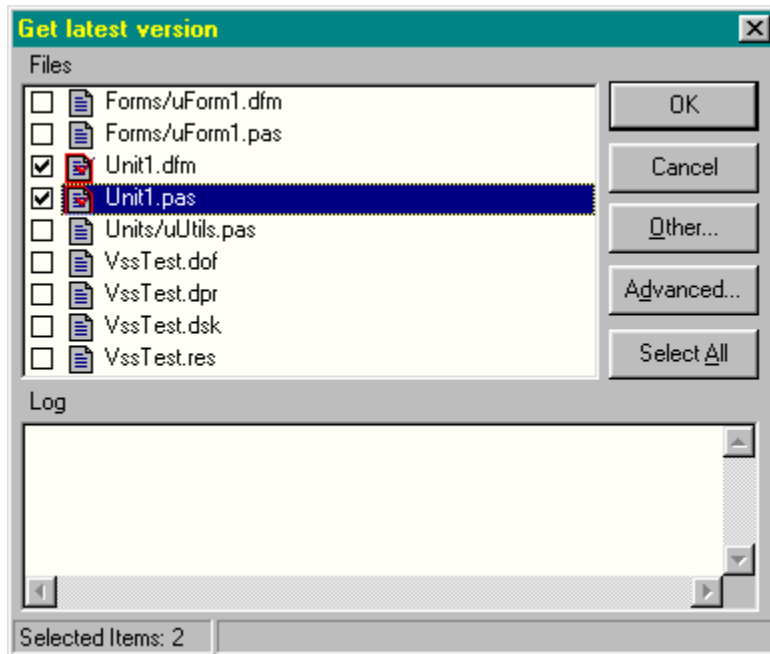 Get latest version
Files
Forms/uForm1.dfm
Forms/uForm1.pas
Unit1.dfm
Unit1.pas
Units/uUtils.pas
VssTest.dof
VssTest.dpr
VssTest.dsk
VssTest.res
OK
Cancel
Other...
Advanced...
Select All
Log
Selected Items: 2